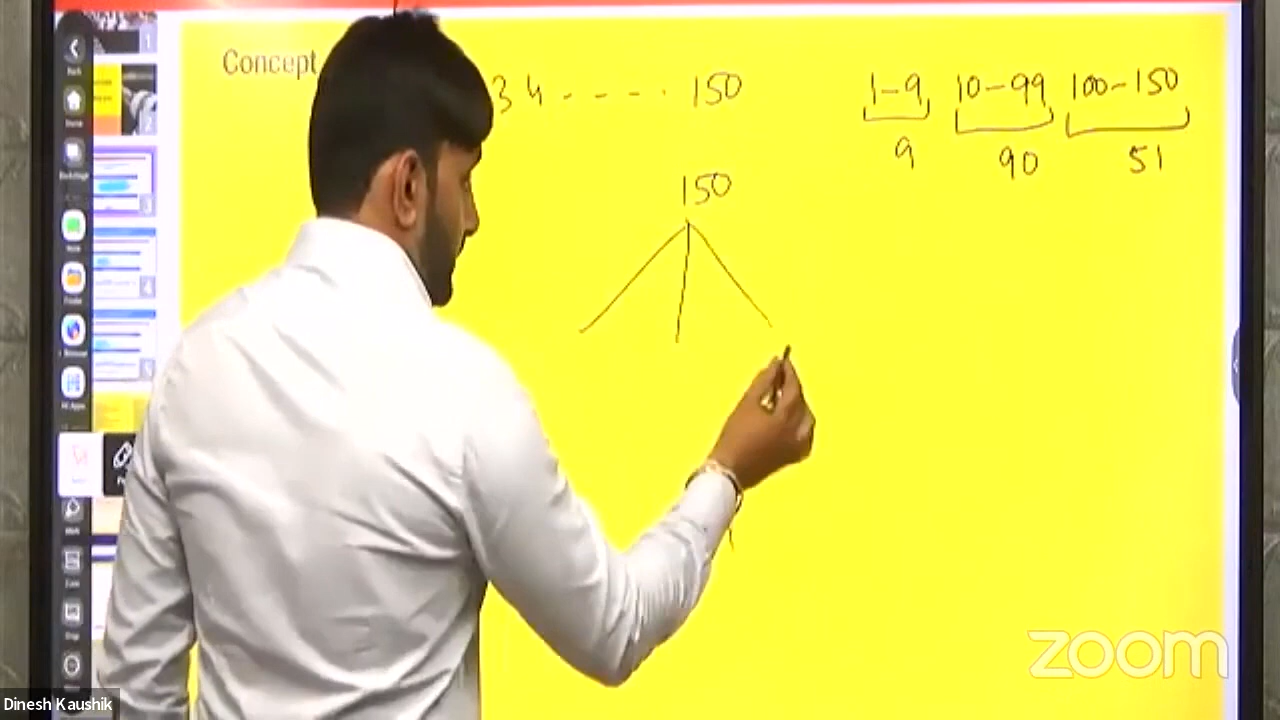 Concept
3 4 - - - - . 150
1-9 10-99 100-150
9 90 51
150
zoom
Dinesh Kaushik